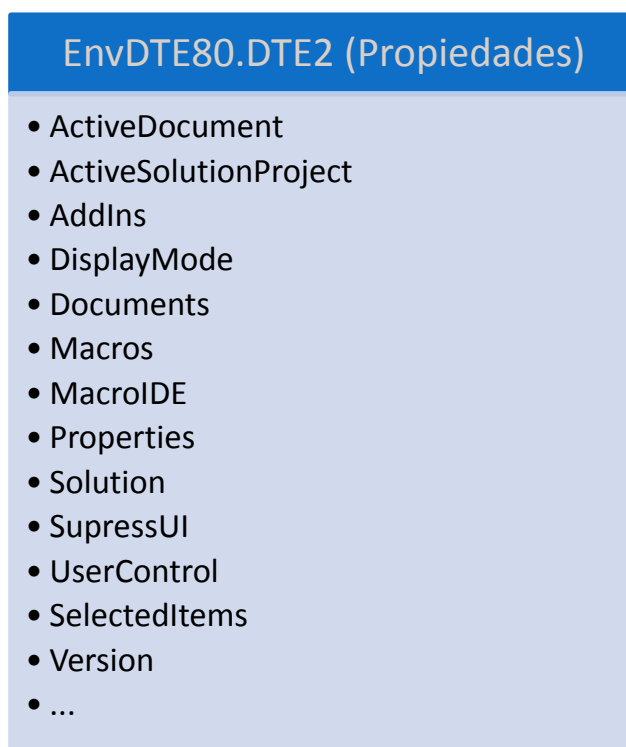 EnvDTE80.DTE2 (Propiedades)
• ActiveDocument
• ActiveSolutionProject
• AddIns
• DisplayMode
• Documents
• Macros
• MacroIDE
• Properties
• Solution
• SupressUI
• UserControl
• SelectedItems
• Version
• ...